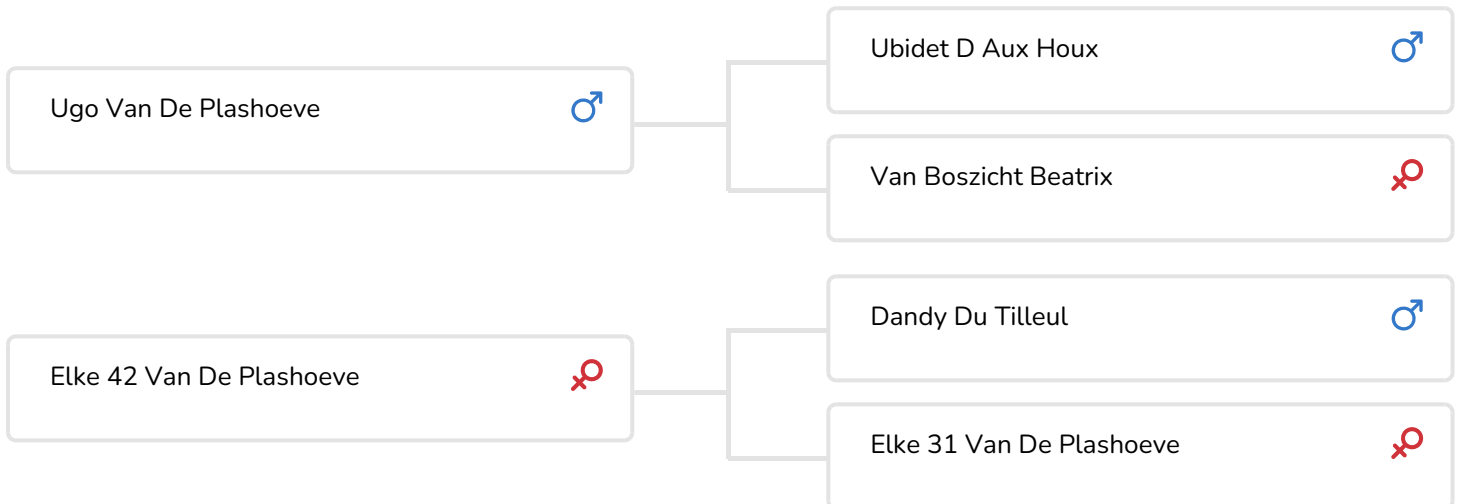 Ubidet D Aux Houx
Ugo Van De Plashoeve
Van Boszicht Beatrix
Dandy Du Tilleul
Elke 42 Van De Plashoeve
Elke 31 Van De Plashoeve